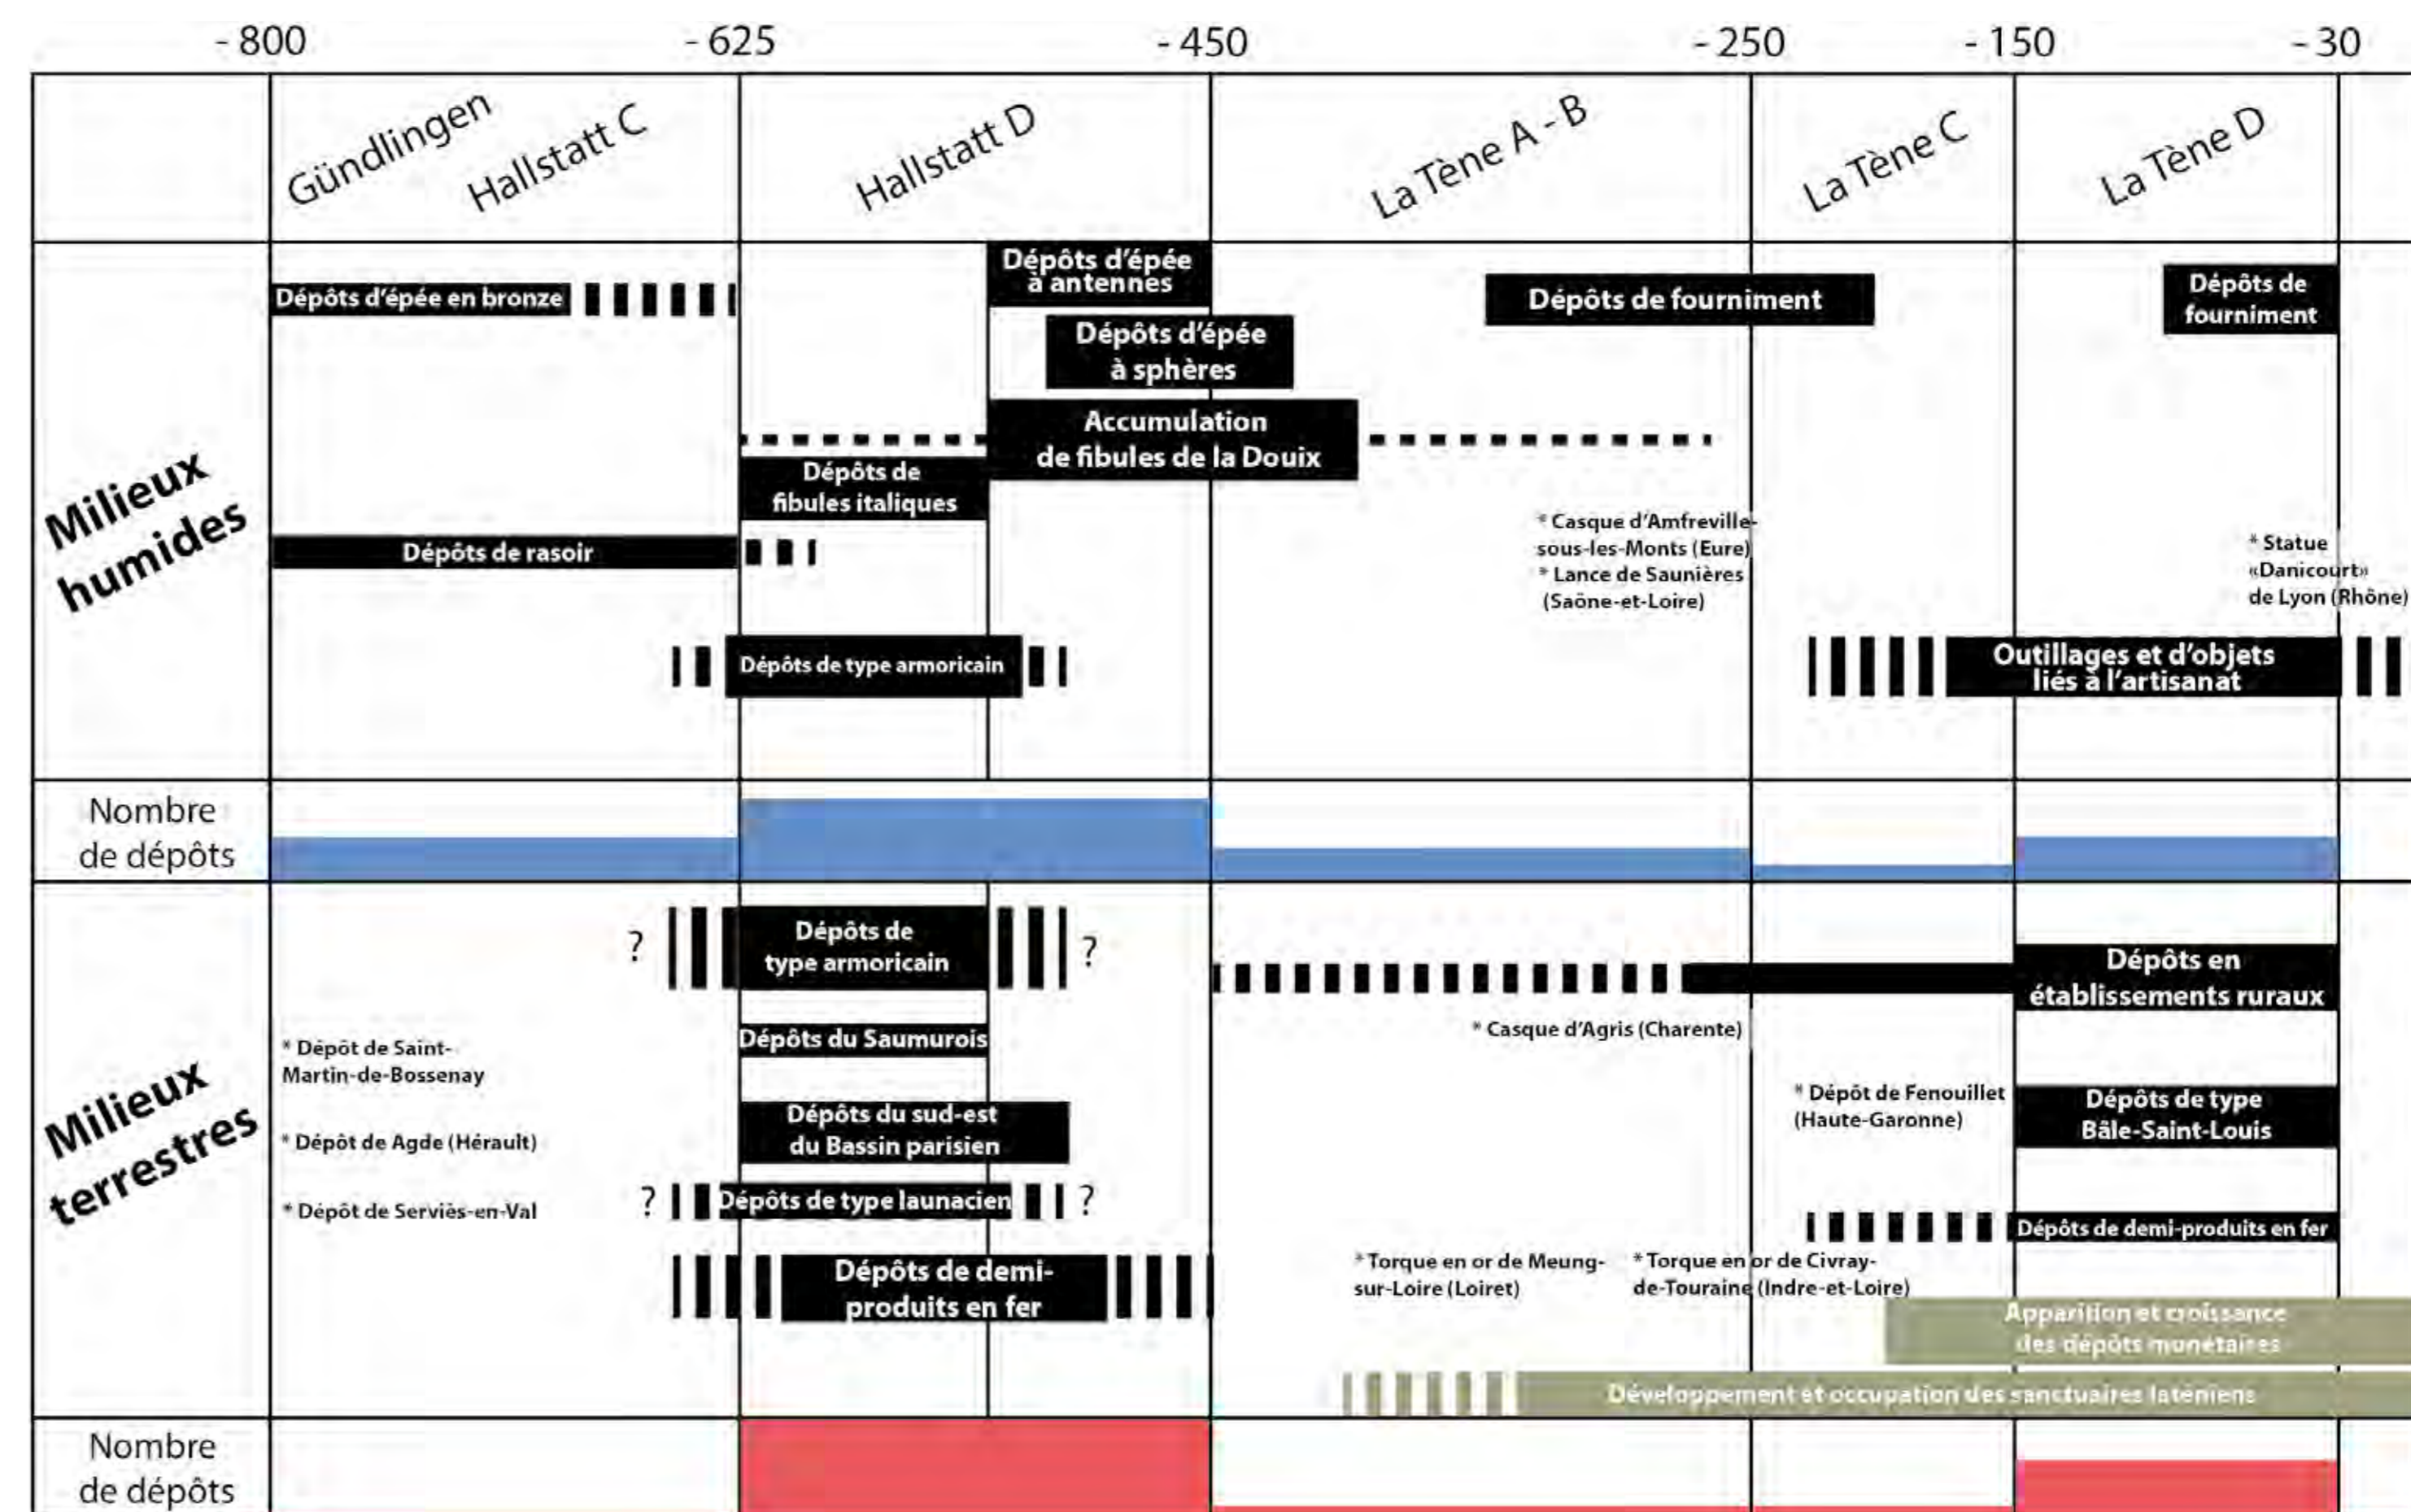 - 800
- 625
- 450
- 250
- 150
- 30
Gündlingen
Hallstatt C
Hallstatt D
La Tène A - B
La Tène C
La Tène D
Milieux
humides
Dépôts d'épée en bronze
Dépôts d'épée
à antennes
Dépôts d'épée
à sphères
Accumulation
de fibules de la Douix
Dépôts de
fibules italiques
Dépôts de rasoir
Dépôts de type armoricain
Dépôts de fourniment
Dépôts de
fourniment
* Casque d'Amfreville-
sous-les-Monts (Eure)
* Lance de Saunières
(Saône-et-Loire)
* Statue
«Danicourt»
de Lyon (Rhône)
Outillages et d'objets
liés à l'artisanat
Nombre
de dépôts
Milieux
terrestres
?
Dépôts de
type armoricain
?
Dépôts du Saumurois
* Dépôt de Saint-
Martin-de-Bossenay
Dépôts du sud-est
du Bassin parisien
* Dépôt de Agde (Hérault)
?
Dépôts de type launacien
?
* Dépôt de Serviès-en-Val
Dépôts de demi-
produits en fer
Dépôts en
établissements ruraux
* Casque d'Agris (Charente)
* Dépôt de Fenouillet
(Haute-Garonne)
Dépôts de type
Bâle-Saint-Louis
Dépôts de demi-produits en fer
* Torque en or de Meung-
sur-Loire (Loiret)
* Torque en or de Civray-
de-Touraine (Indre-et-Loire)
Apparition et croissance
des dépôts monétaires
Développement et occupation des sanctuaires laténiens
Nombre
de dépôts